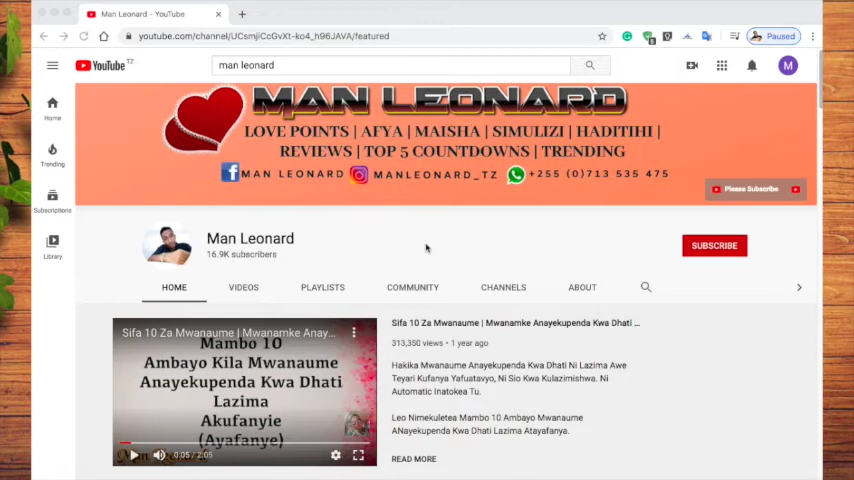 Man Leonard - YouTube
youtube.com/channel/UCsmjiCcGvXt-ko4_h96JAVA/featured
Paused
YouTube TZ
man leonard
M
Home
Trending
Subscriptions
Library
MAN LEONARD
LOVE POINTS | AFYA | MAISHA | SIMULIZI | HADITIHI |
REVIEWS | TOP 5 COUNTDOWNS | TRENDING
MAN LEONARD MANLEONARD_TZ +255 (0)713 535 475
Please Subscribe
Man Leonard
16.9K subscribers
SUBSCRIBE
HOME VIDEOS PLAYLISTS COMMUNITY CHANNELS ABOUT
Sifa 10 Za Mwanaume | Mwanamke Anay...
Mambo 10
Ambayo Kila Mwanaume
Anayekupenda Kwa Dhati
Lazima
Akufanyie
(Ayafanye)
0:05 / 2:05
Sifa 10 Za Mwanaume | Mwanamke Anayekupenda Kwa Dhati ...
313,350 views • 1 year ago
Hakika Mwanaume Anayekupenda Kwa Dhati Ni Lazima Awe
Teyari Kufanya Yafuatavyo, Ni Sio Kwa Kulazimishwa. Ni
Automatic Inatokea Tu.
Leo Nimekuletea Mambo 10 Ambayo Mwanaume
ANayekupenda Kwa Dhati Lazima Atayafanya.
READ MORE